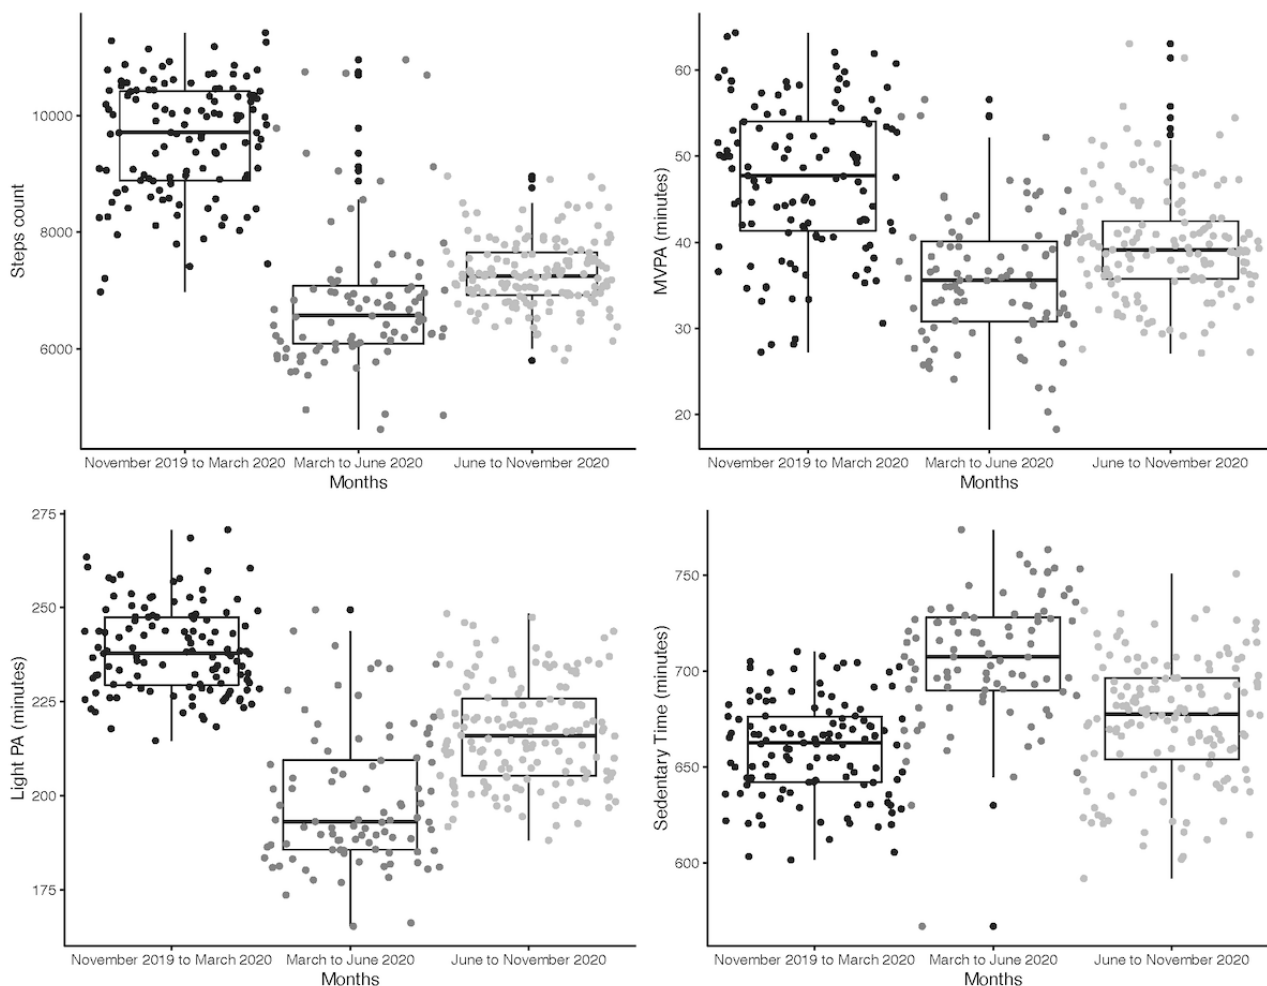 Steps count
10000
8000
6000
November 2019 to March 2020 March to June 2020 June to November 2020
Months
MVPA (minutes)
60
50
40
30
20
November 2019 to March 2020 March to June 2020 June to November 2020
Months
Light PA (minutes)
275
250
225
200
175
November 2019 to March 2020 March to June 2020 June to November 2020
Months
Sedentary Time (minutes)
750
700
650
600
November 2019 to March 2020 March to June 2020 June to November 2020
Months